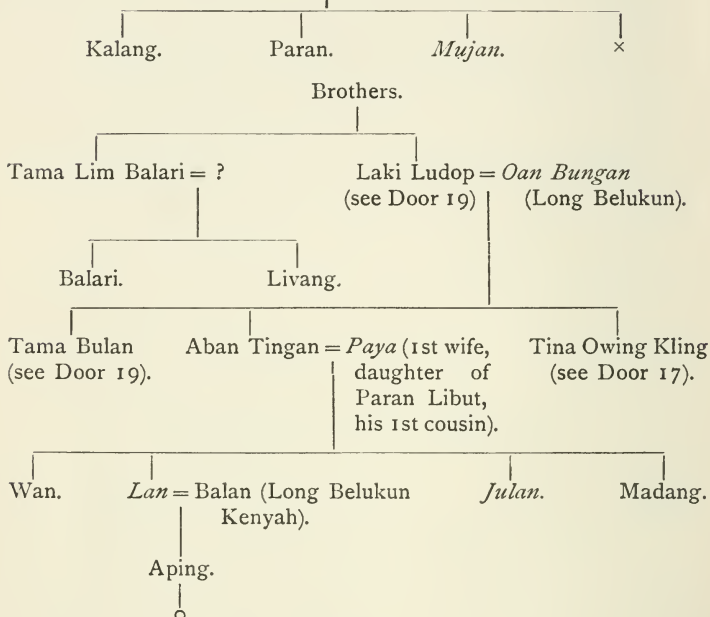 Kalang. Paran. Mujan. ×
Brothers.
Tama Lim Balari = ? Laki Ludop = Oan Bungan
(see Door 19) (Long Belukun).
Balari. Livang.
Tama Bulan Aban Tingan = Paya (1st wife, Tina Owing Kling
(see Door 19). daughter of (see Door 17).
Paran Libut,
his 1st cousin).
Wan. Lan = Balan (Long Belukun Julan. Madang.
Kenyah).
Aping.